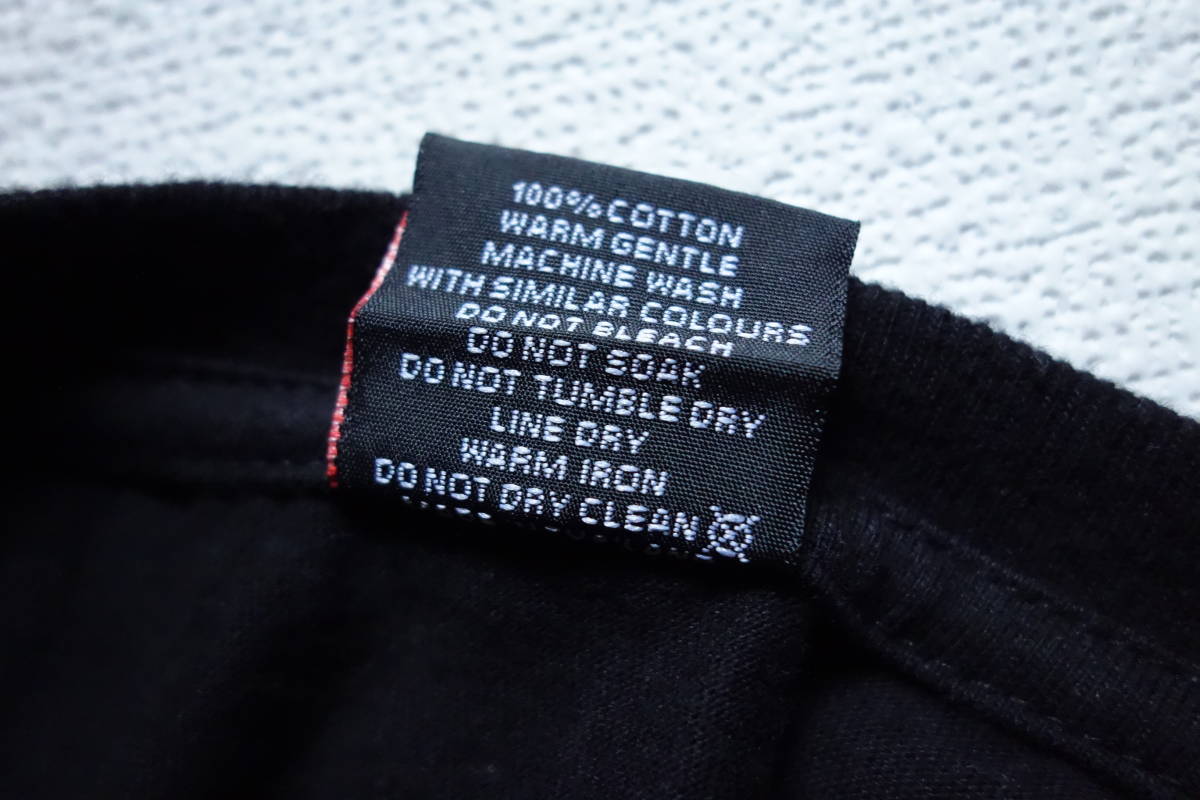 100%COTTON
WARM GENTLE
MACHINE WASH
WITH SIMILAR COLOURS
DO NOT BLEACH
DO NOT SOAK
DO NOT TUMBLE DRY
LINE DRY
WARM IRON
DO NOT DRY CLEAN